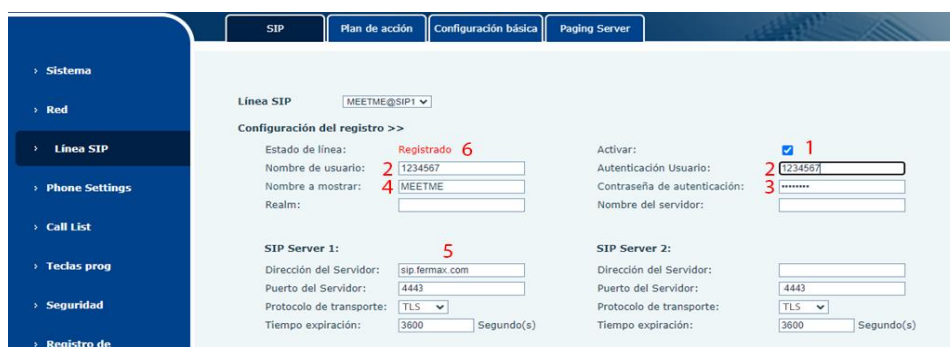 SIP Plan de acción Configuración básica Paging Server
› Sistema
› Red
› Línea SIP
› Phone Settings
› Call List
› Teclas prog
› Seguridad
› Registro de
Línea SIP MEETME@SIP1
Configuración del registro >>
Estado de línea: Registrado 6 Activar: 1
Nombre de usuario: 2 1234567 Autenticación Usuario: 2 1234567
Nombre a mostrar: 4 MEETME Contraseña de autenticación: 3 ••••••••
Realm: Nombre del servidor:
SIP Server 1: 5 SIP Server 2:
Dirección del Servidor: sip.fermax.com Dirección del Servidor:
Puerto del Servidor: 4443 Puerto del Servidor: 4443
Protocolo de transporte: TLS Protocolo de transporte: TLS
Tiempo expiración: 3600 Segundo(s) Tiempo expiración: 3600 Segundo(s)